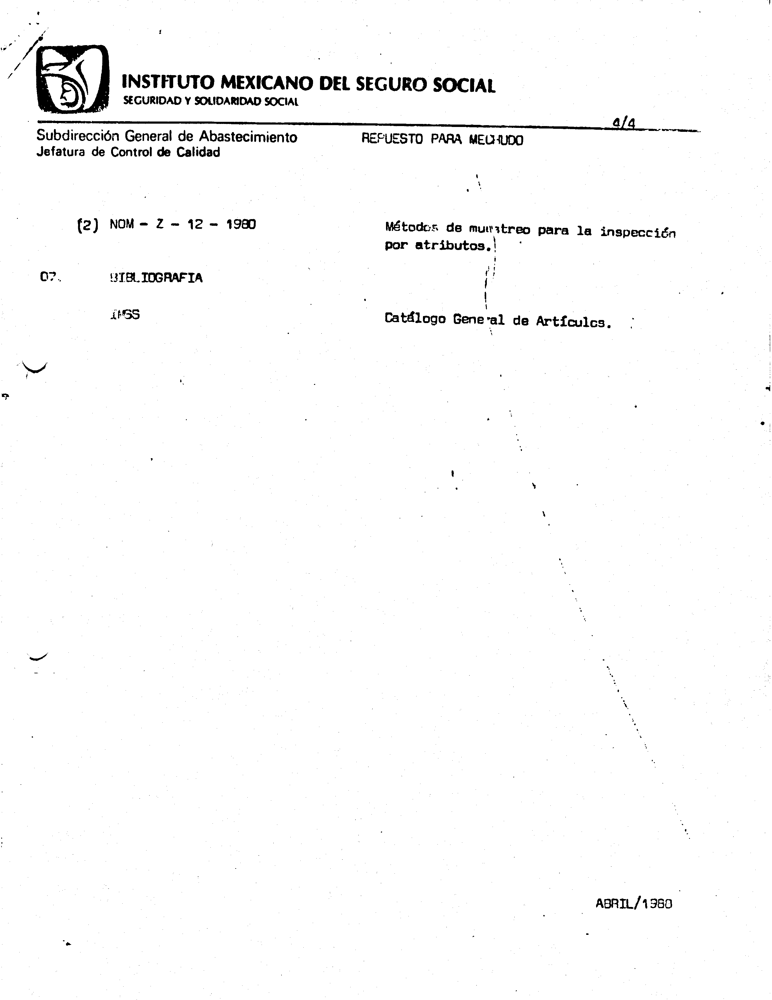 INSTITUTO MEXICANO DEL SEGURO SOCIAL
SEGURIDAD Y SOLIDARIDAD SOCIAL
4/4
Subdirección General de Abastecimiento
REPUESTO PARA MECHUDO
Jefatura de Control de Calidad
(2) NOM - Z - 12 - 1980
Métodos de muestreo para la inspección
por atributos.
07. BIBLIOGRAFIA
IMSS
Catálogo General de Artículos.
ABRIL/1980